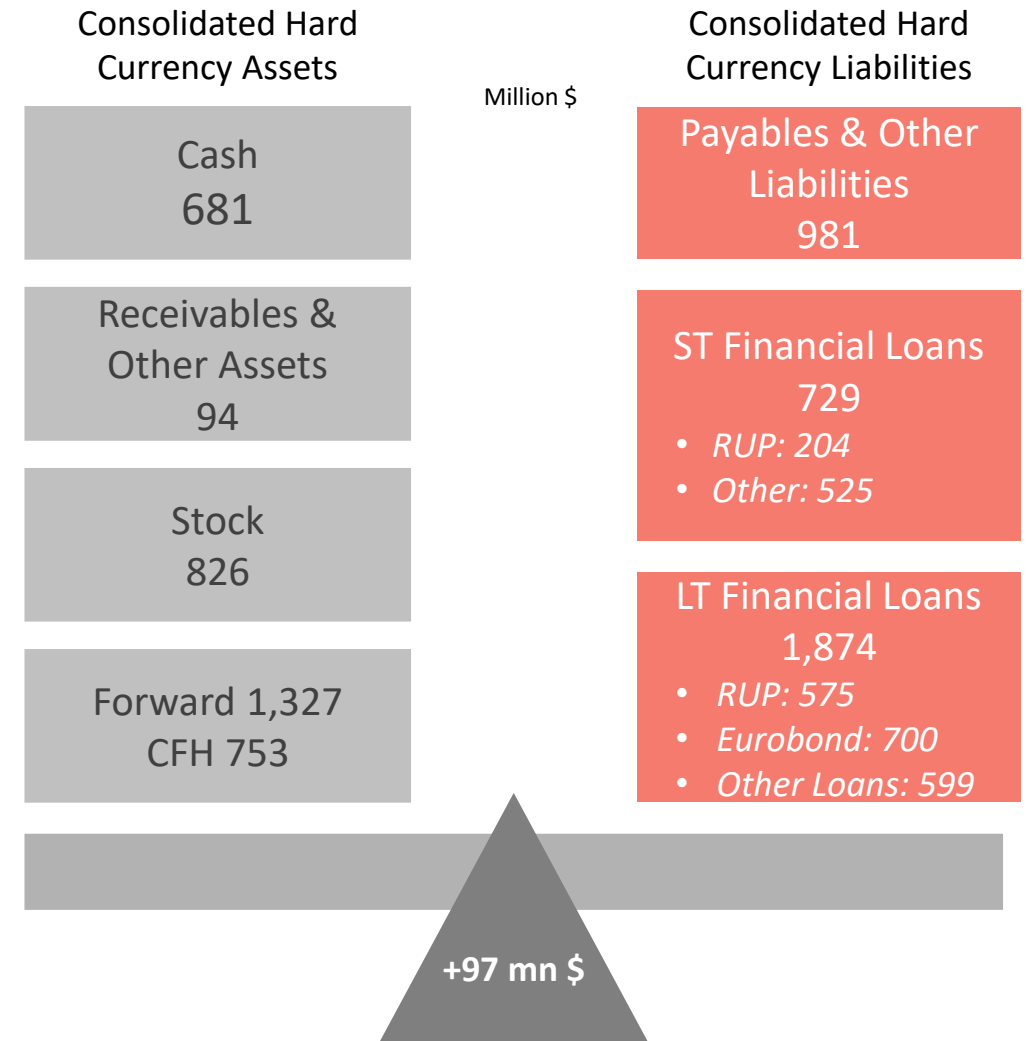 Consolidated Hard
Currency Assets
Million $
Consolidated Hard
Currency Liabilities
Cash
681
Receivables &
Other Assets
94
Stock
826
Forward 1,327
CFH 753
Payables & Other
Liabilities
981
ST Financial Loans
729
• RUP: 204
• Other: 525
LT Financial Loans
1,874
• RUP: 575
• Eurobond: 700
• Other Loans: 599
+97 mn $